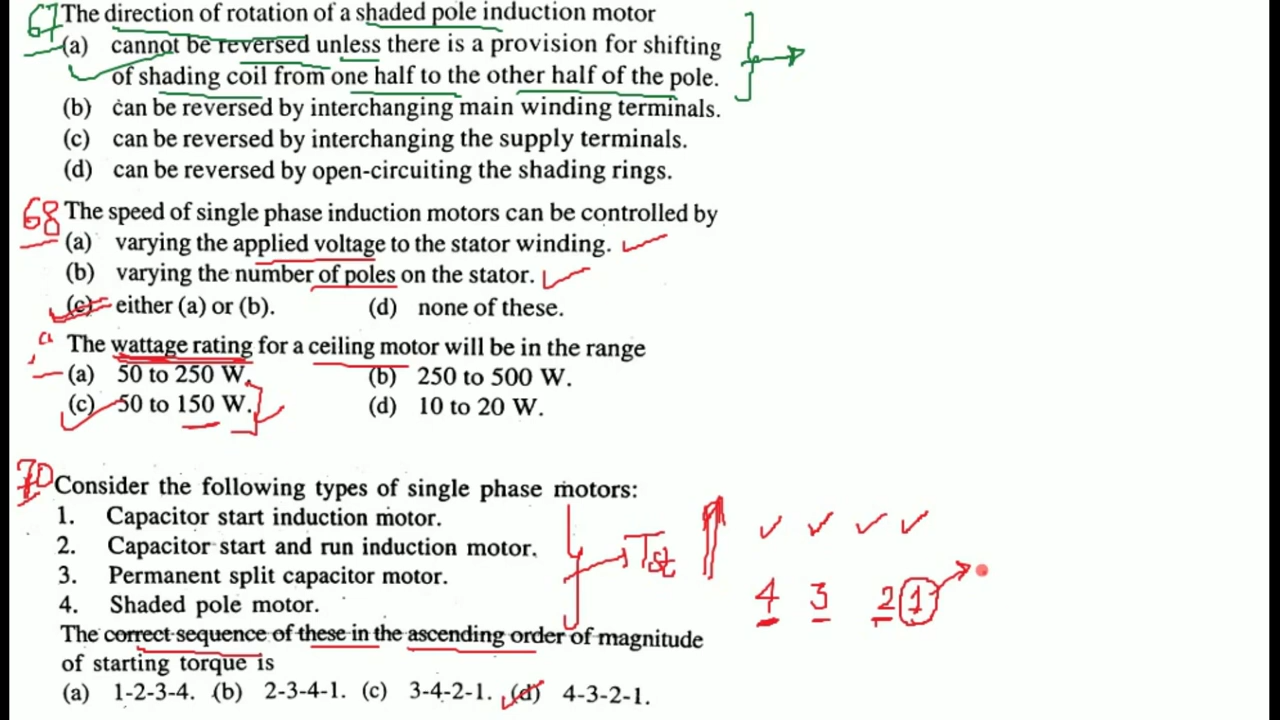 67 The direction of rotation of a shaded pole induction motor
(a) cannot be reversed unless there is a provision for shifting
of shading coil from one half to the other half of the pole.
(b) can be reversed by interchanging main winding terminals.
(c) can be reversed by interchanging the supply terminals.
(d) can be reversed by open-circuiting the shading rings.
68 The speed of single phase induction motors can be controlled by
(a) varying the applied voltage to the stator winding.
(b) varying the number of poles on the stator.
(c) either (a) or (b). (d) none of these.
The wattage rating for a ceiling motor will be in the range
(a) 50 to 250 W. (b) 250 to 500 W.
(c) 50 to 150 W. (d) 10 to 20 W.
70 Consider the following types of single phase motors:
1. Capacitor start induction motor.
2. Capacitor start and run induction motor.
3. Permanent split capacitor motor.
4. Shaded pole motor.
Tst
4 3 2 1
The correct sequence of these in the ascending order of magnitude
of starting torque is
(a) 1-2-3-4. (b) 2-3-4-1. (c) 3-4-2-1. (d) 4-3-2-1.